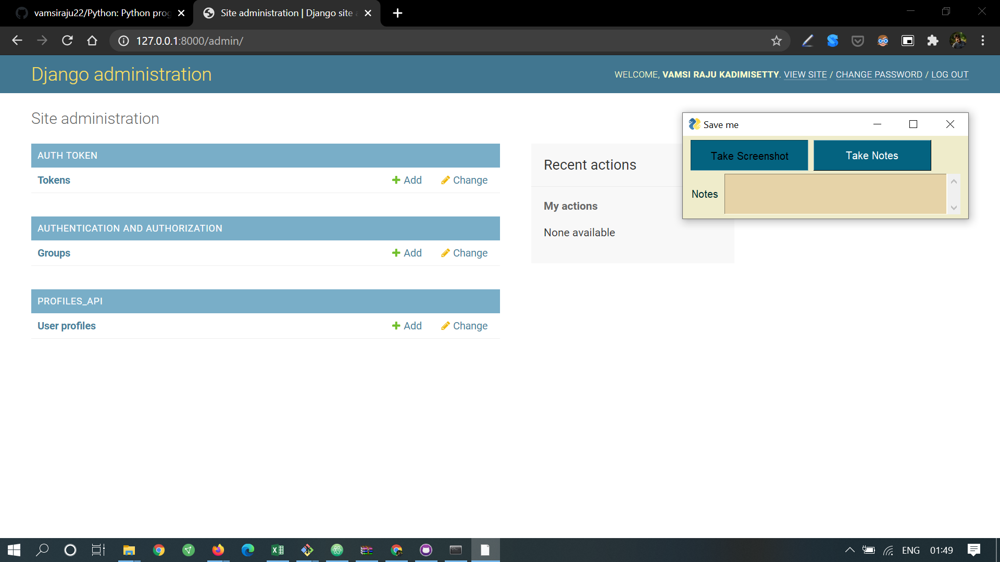 vamsiraju22/Python: Python prog
Site administration | Django site a
127.0.0.1:8000/admin/
Django administration
WELCOME, VAMSI RAJU KADIMISETTY. VIEW SITE / CHANGE PASSWORD / LOG OUT
Site administration
AUTH TOKEN
Tokens Add Change
AUTHENTICATION AND AUTHORIZATION
Groups Add Change
PROFILES_API
User profiles Add Change
Recent actions
My actions
None available
Save me
Take Screenshot Take Notes
Notes
ENG 01:49